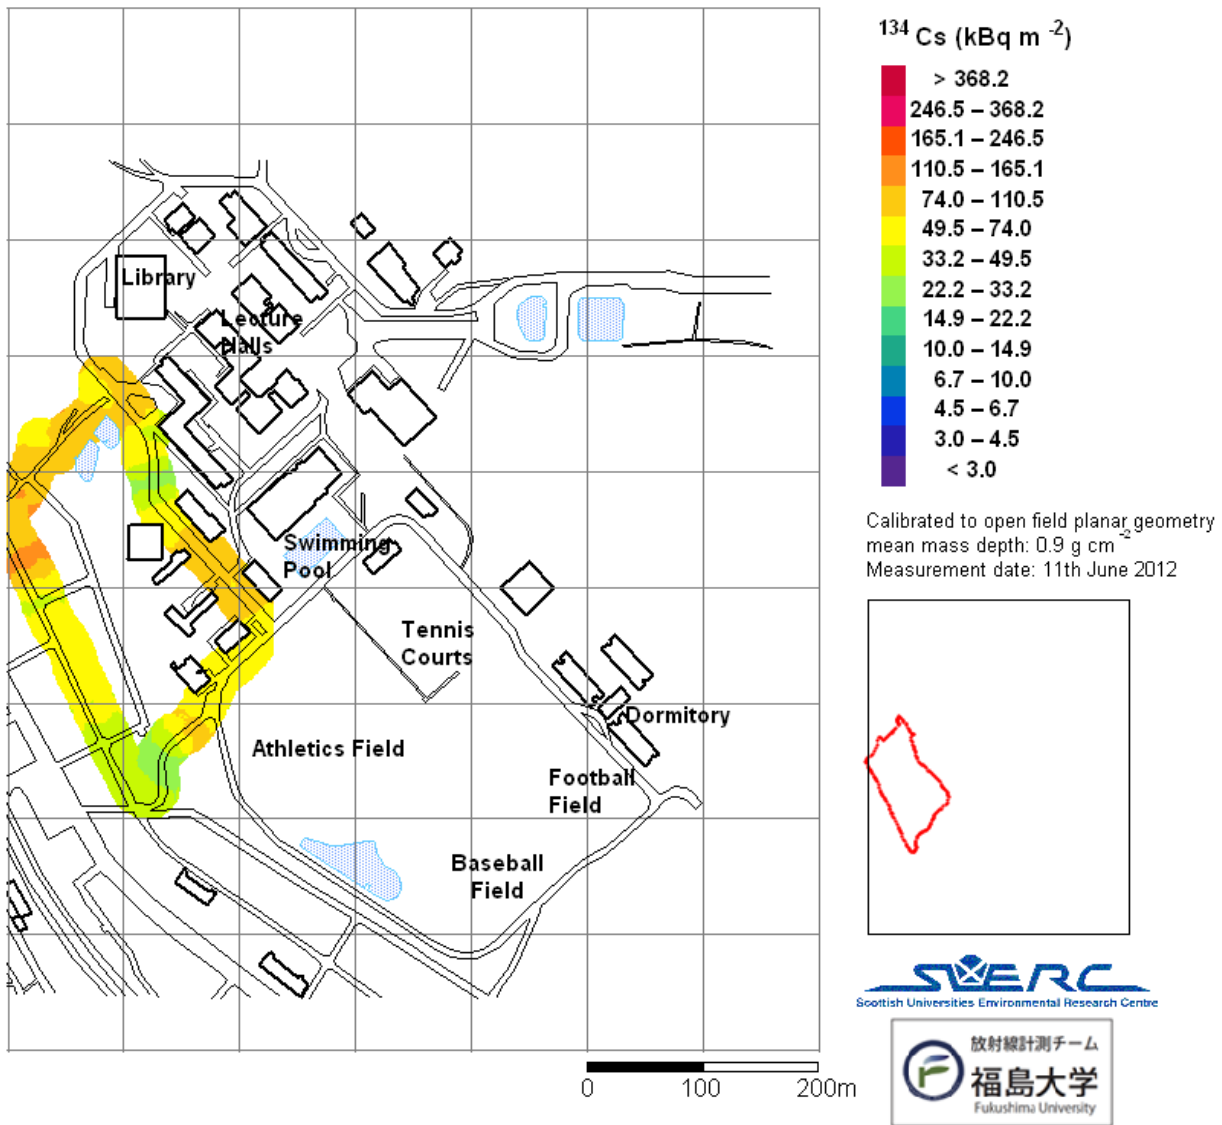 ¹³⁴ Cs (kBq m ⁻²)
> 368.2
246.5 – 368.2
165.1 – 246.5
110.5 – 165.1
74.0 – 110.5
49.5 – 74.0
33.2 – 49.5
22.2 – 33.2
14.9 – 22.2
10.0 – 14.9
6.7 – 10.0
4.5 – 6.7
3.0 – 4.5
< 3.0
Calibrated to open field planar geometry
mean mass depth: 0.9 g cm⁻²
Measurement date: 11th June 2012
Library
Lecture
Halls
Swimming
Pool
Tennis
Courts
Dormitory
Athletics Field
Football
Field
Baseball
Field
0 100 200m
SUERC
Scottish Universities Environmental Research Centre
放射線計測チーム
福島大学
Fukushima University